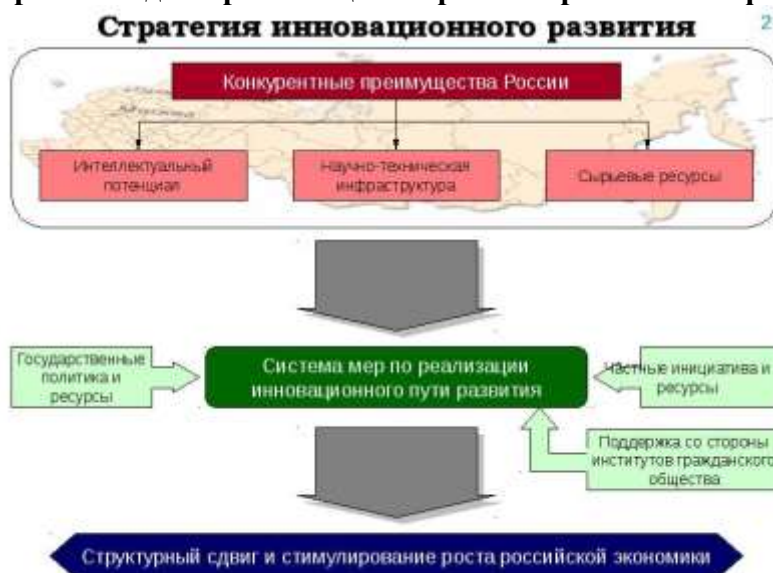 Стратегия инновационного развития
2
Конкурентные преимущества России
Интеллектуальный
потенциал
Научно-техническая
инфраструктура
Сырьевые ресурсы
Государственные
политика и
ресурсы
Система мер по реализации
инновационного пути развития
Частные инициатива и
ресурсы
Поддержка со стороны
институтов гражданского
общества
Структурный сдвиг и стимулирование роста российской экономики